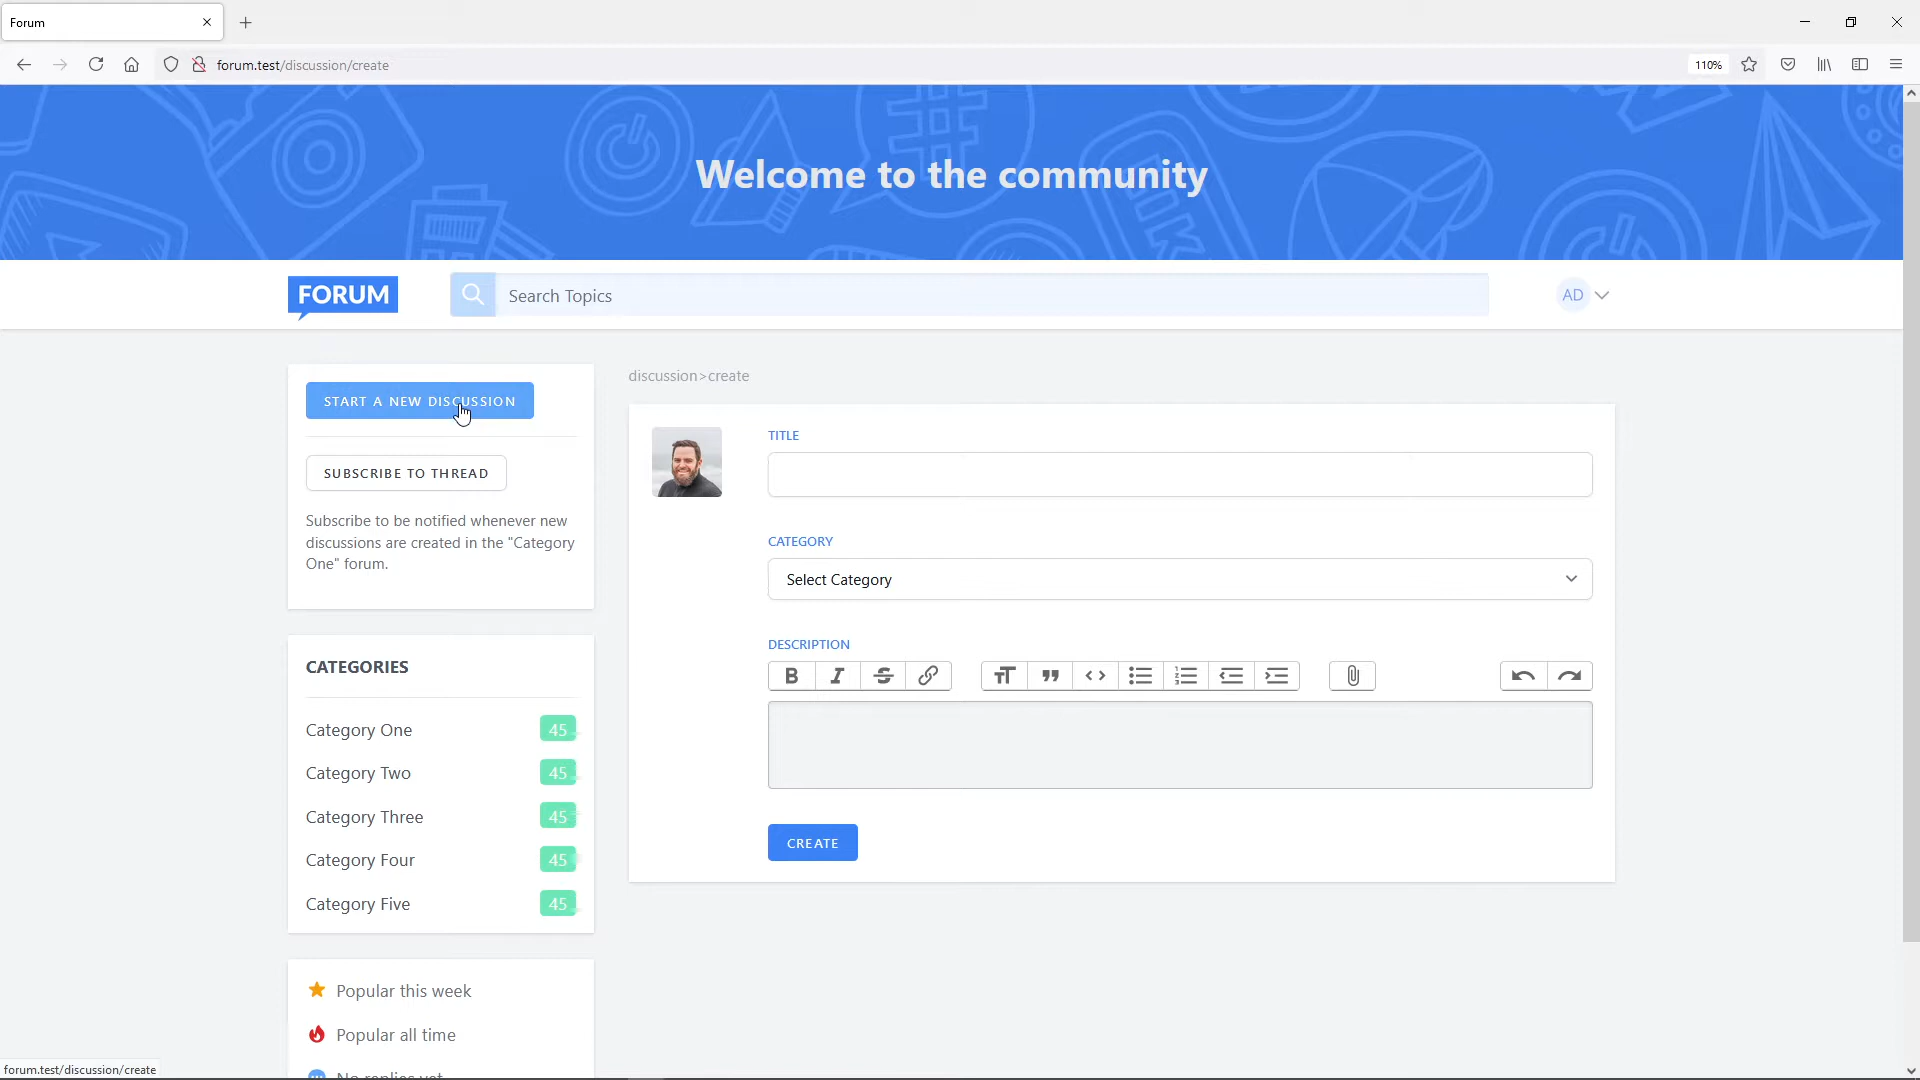 Forum
forum.test/discussion/create
110%
Welcome to the community
FORUM
Search Topics
AD
START A NEW DISCUSSION
SUBSCRIBE TO THREAD
Subscribe to be notified whenever new
discussions are created in the "Category
One" forum.
CATEGORIES
Category One 45
Category Two 45
Category Three 45
Category Four 45
Category Five 45
Popular this week
Popular all time
No replies yet
discussion>create
TITLE
CATEGORY
Select Category
DESCRIPTION
CREATE
forum.test/discussion/create